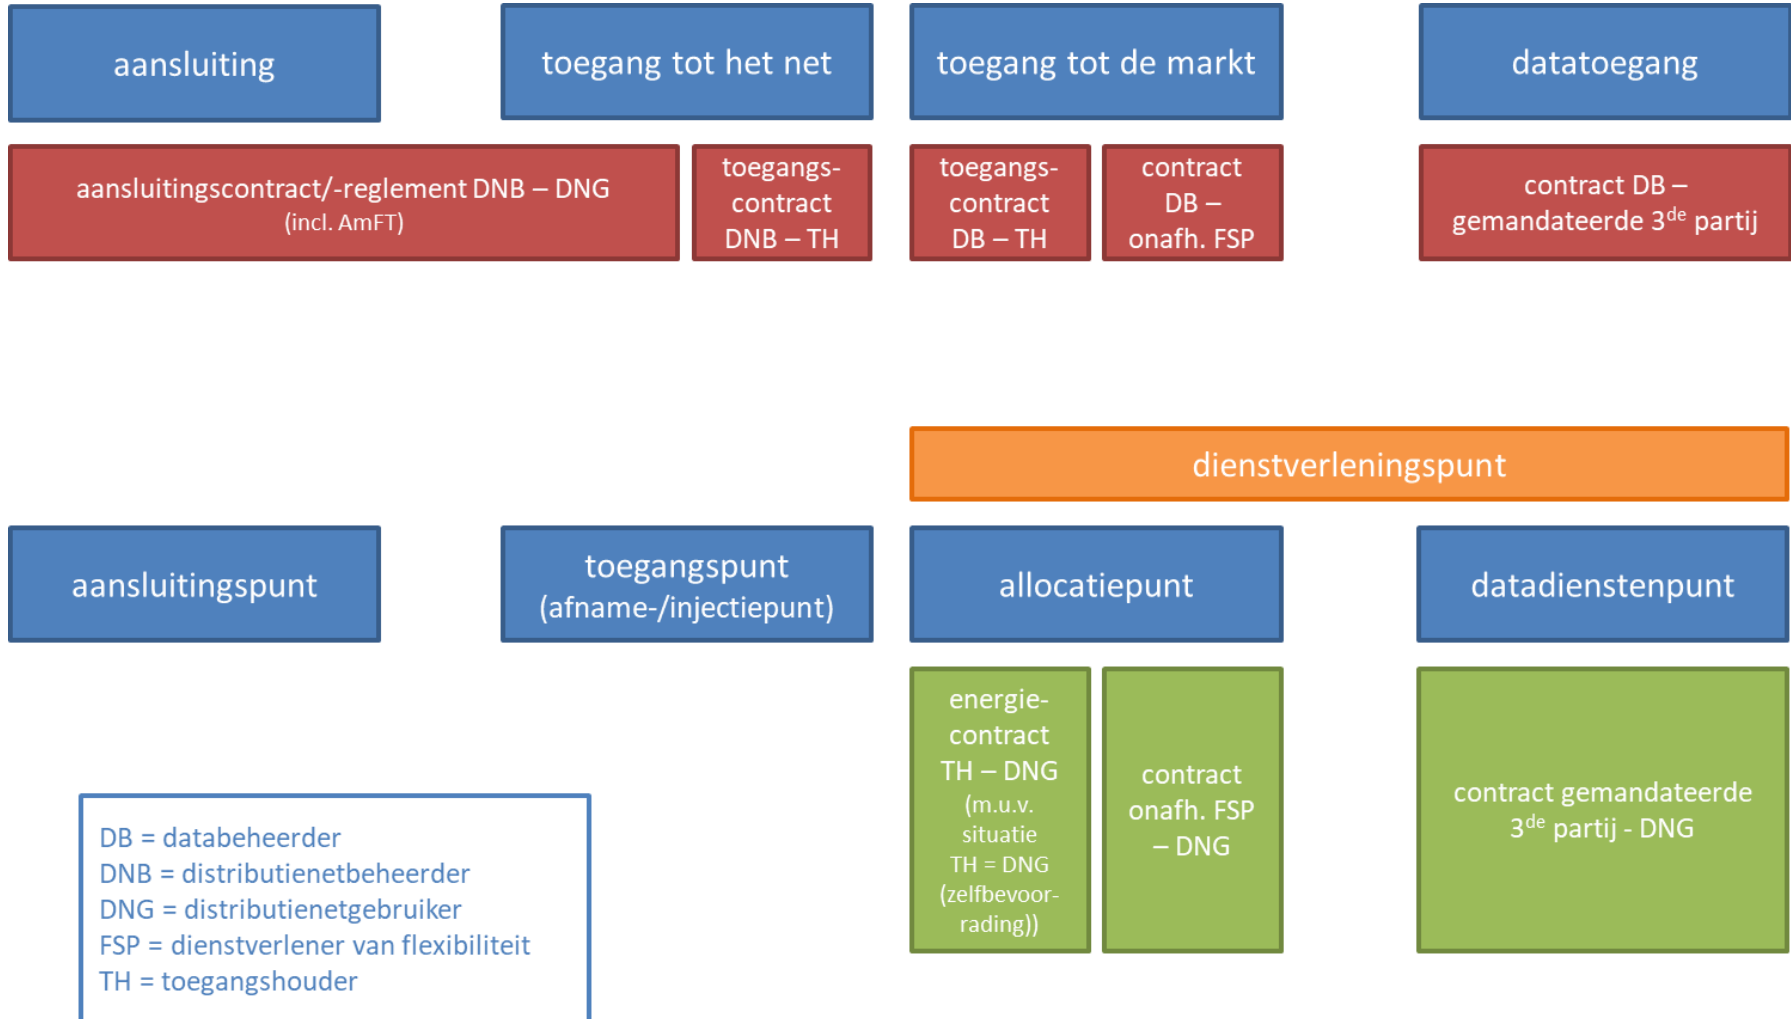 aansluiting
toegang tot het net
toegang tot de markt
datatoegang
aansluitingscontract/-reglement DNB – DNG
(incl. AmFT)
toegangs-
contract
DNB – TH
toegangs-
contract
DB – TH
contract
DB –
onafh. FSP
contract DB –
gemandateerde 3de partij
dienstverleningspunt
aansluitingspunt
toegangspunt
(afname-/injectiepunt)
allocatiepunt
datadienstenpunt
energie-
contract
TH – DNG
(m.u.v.
situatie
TH = DNG
(zelfbevoor-
rading))
contract
onafh. FSP
– DNG
contract gemandateerde
3de partij - DNG
DB = databeheerder
DNB = distributienetbeheerder
DNG = distributienetgebruiker
FSP = dienstverlener van flexibiliteit
TH = toegangshouder